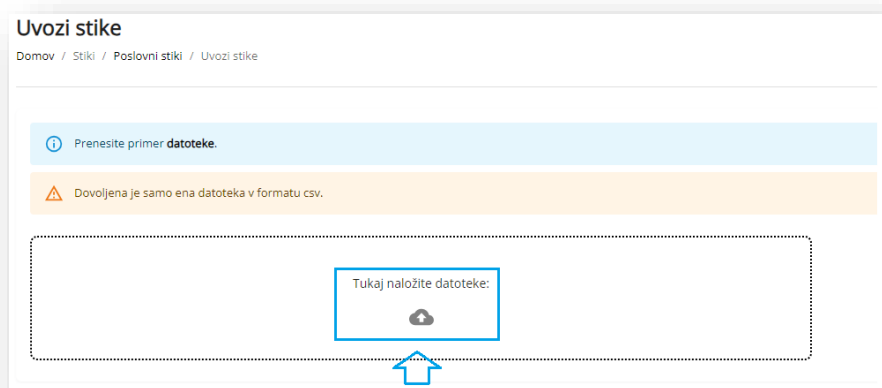 Uvozi stike
Domov / Stiki / Poslovni stiki / Uvozi stike
Prenesite primer datoteke.
Dovoljena je samo ena datoteka v formatu csv.
Tukaj naložite datoteke: